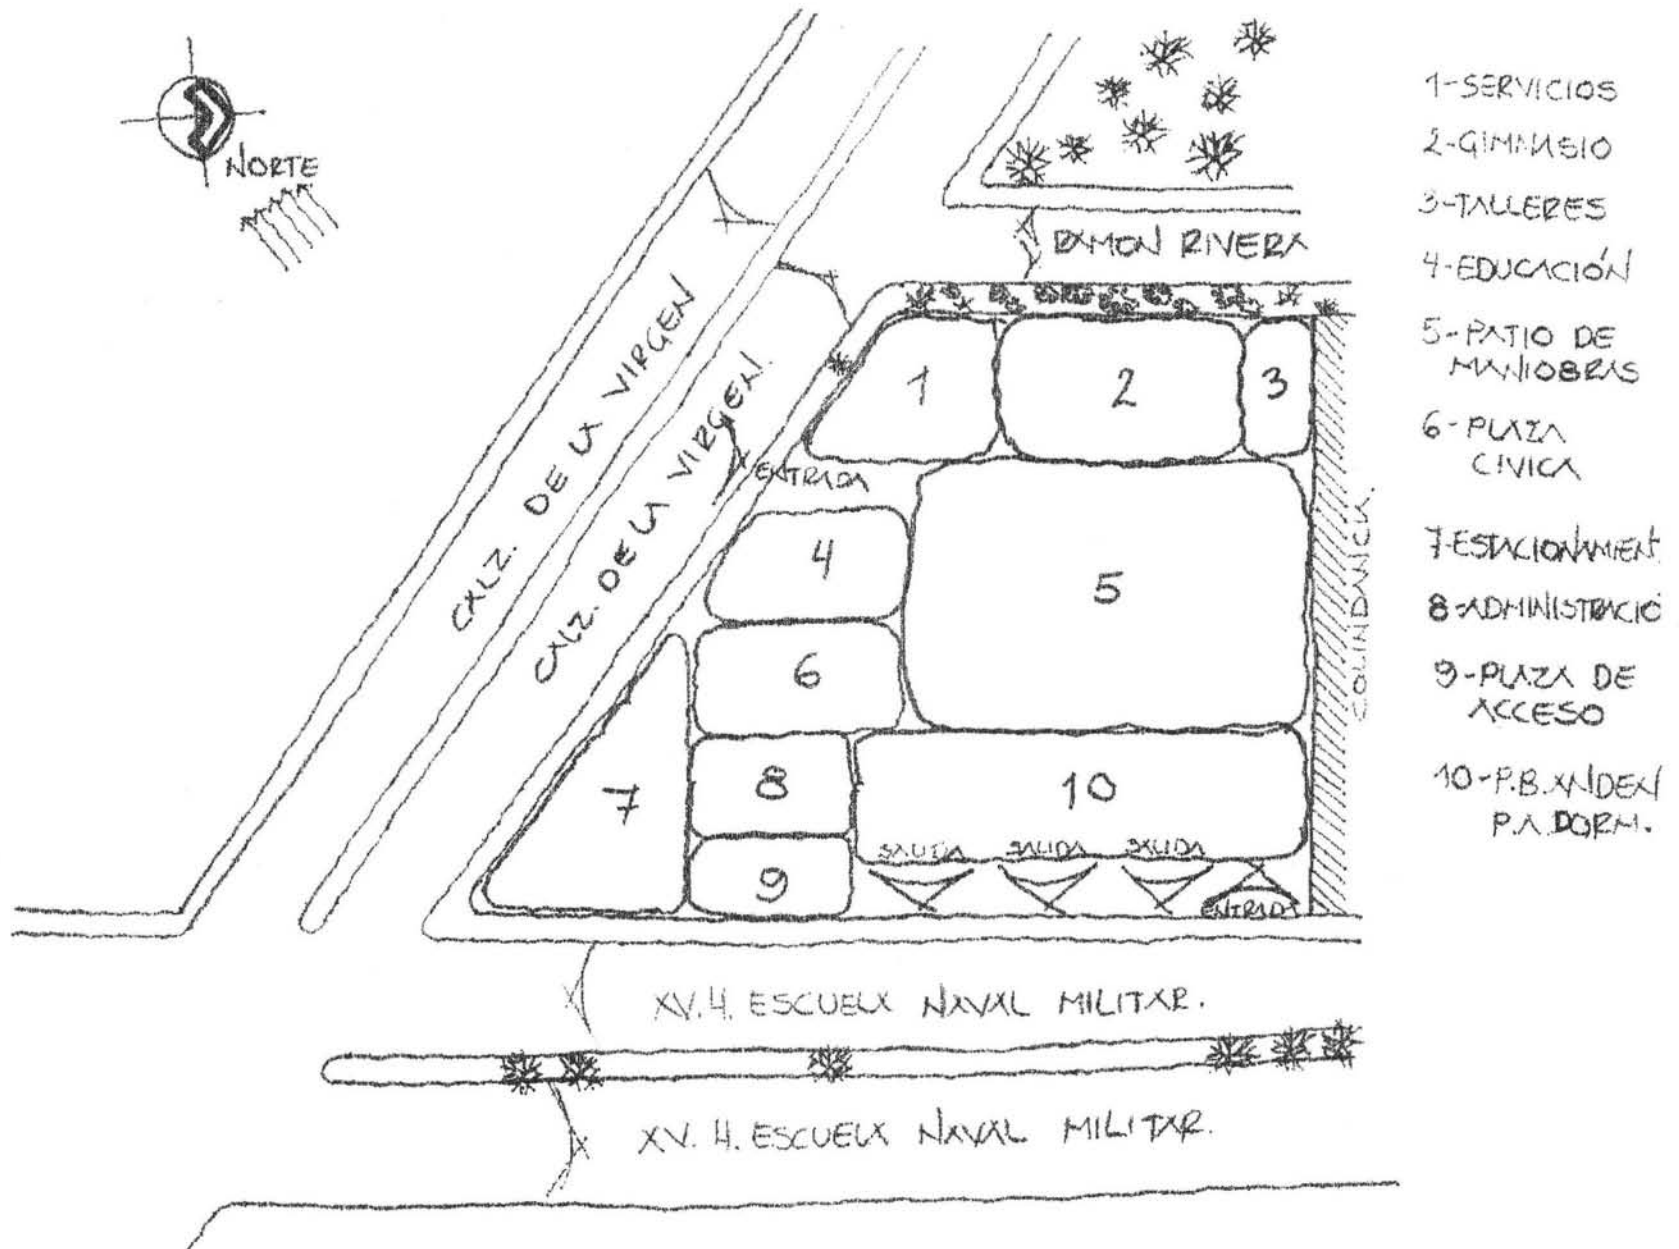 NORTE
RAMON RIVERA
CALZ. DE LA VIRGEN
CALZ. DE LA VIRGEN.
ENTRADA
1
2
3
4
5
6
7
8
9
10
SALIDA SALIDA SALIDA
ENTRADA
COLINDANCIA.
AV. H. ESCUELA NAVAL MILITAR.
AV. H. ESCUELA NAVAL MILITAR.
1-SERVICIOS
2-GIMNASIO
3-TALLERES
4-EDUCACIÓN
5-PATIO DE
MANIOBRAS
6-PLAZA
CIVICA
7-ESTACIONAMIENT
8-ADMINISTRACIO
9-PLAZA DE
ACCESO
10-P.B. ANDEN
P.A. DORM.